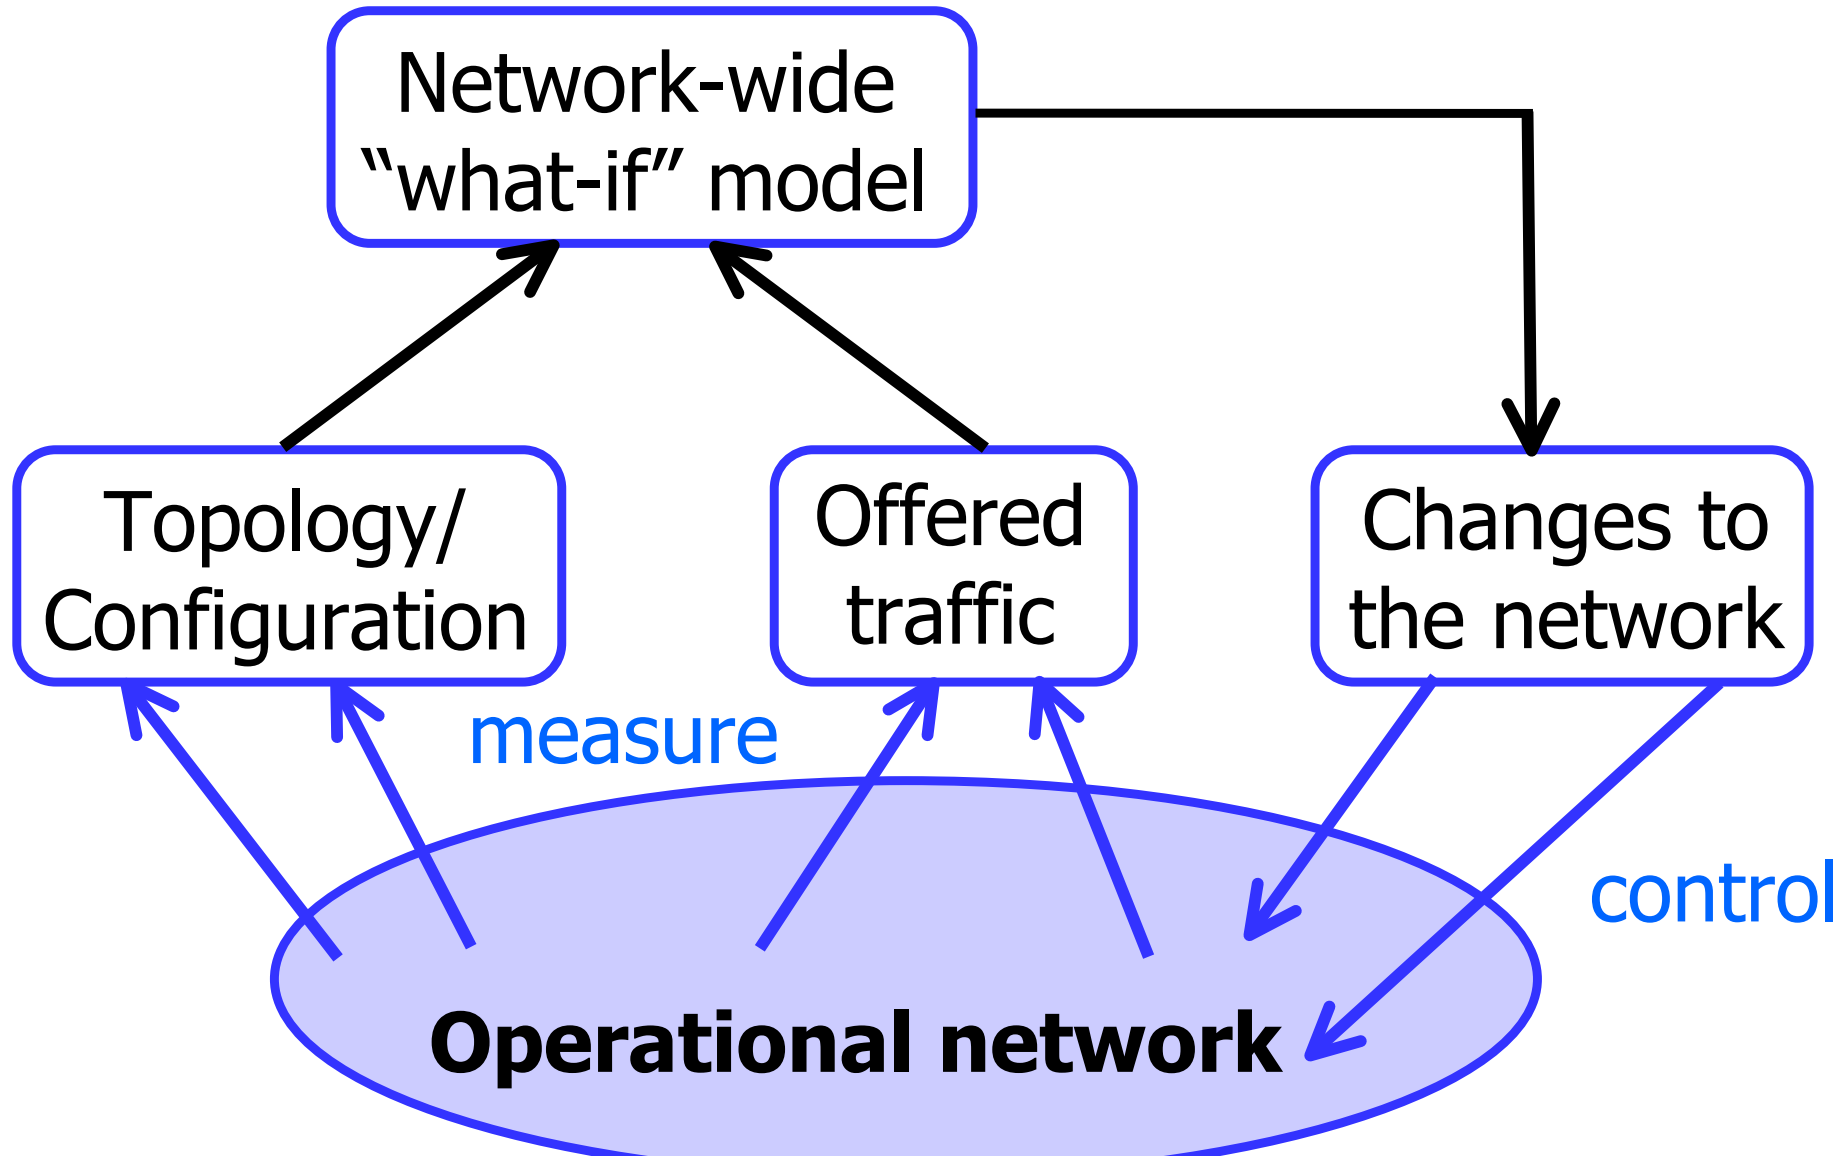 Network-wide
“what-if” model
Topology/
Configuration
Offered
traffic
Changes to
the network
measure
control
Operational network